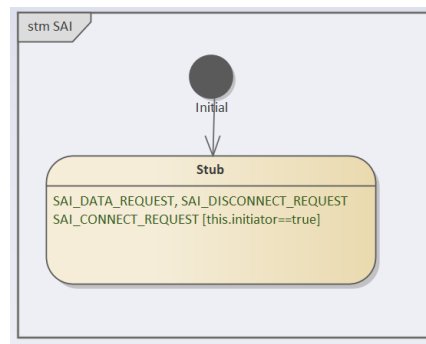 stm SAI
Initial
Stub
SAI_DATA_REQUEST, SAI_DISCONNECT_REQUEST
SAI_CONNECT_REQUEST [this.initiator==true]